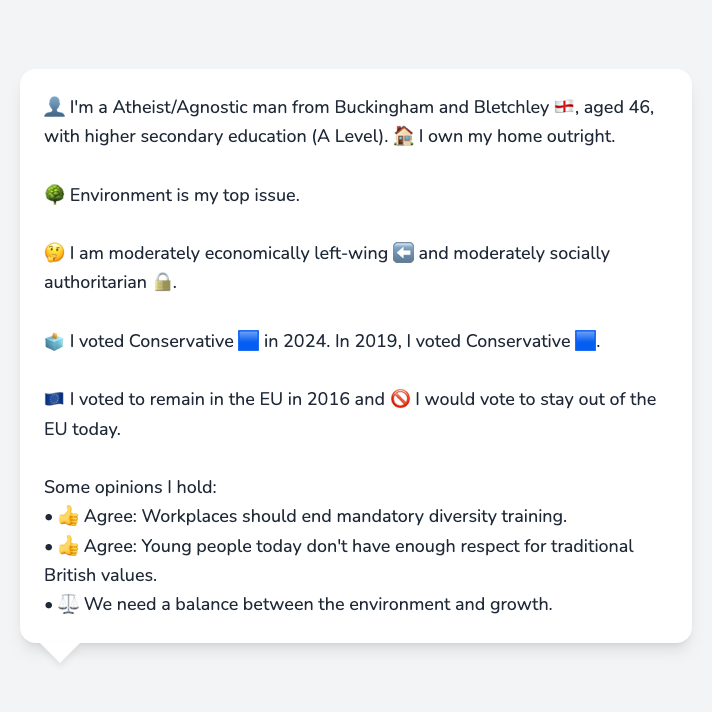 👤 I'm a Atheist/Agnostic man from Buckingham and Bletchley 🏴󠁧󠁢󠁥󠁮󠁧󠁿, aged 46,
with higher secondary education (A Level). 🏠 I own my home outright.
🌳 Environment is my top issue.
🤔 I am moderately economically left-wing ⬅️ and moderately socially
authoritarian 🔒.
🗳️ I voted Conservative 🟦 in 2024. In 2019, I voted Conservative 🟦.
🇪🇺 I voted to remain in the EU in 2016 and 🚫 I would vote to stay out of the
EU today.
Some opinions I hold:
• 👍 Agree: Workplaces should end mandatory diversity training.
• 👍 Agree: Young people today don't have enough respect for traditional
British values.
• ⚖️ We need a balance between the environment and growth.